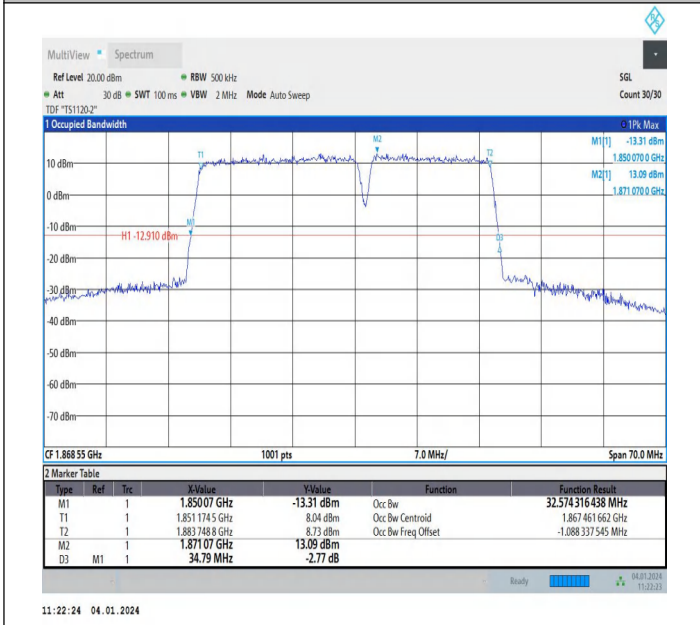 R&S
MultiView Spectrum
Ref Level 20.00 dBm RBW 500 kHz SGL
Att 30 dB SWT 100 ms VBW 2 MHz Mode Auto Sweep Count 30/30
TDF "TS1120-2"
1 Occupied Bandwidth 1Pk Max
M1[1] -13.31 dBm
1.850 070 0 GHz
M2[1] 13.09 dBm
1.871 070 0 GHz
M2
T1
T2
10 dBm
0 dBm
-10 dBm
M1
H1 -12.910 dBm
D3
-20 dBm
-30 dBm
-40 dBm
-50 dBm
-60 dBm
-70 dBm
CF 1.868 55 GHz 1001 pts 7.0 MHz/ Span 70.0 MHz
2 Marker Table
Type Ref Trc X-Value Y-Value Function Function Result
M1 1 1.850 07 GHz -13.31 dBm Occ Bw 32.574 316 438 MHz
T1 1 1.851 174 5 GHz 8.04 dBm Occ Bw Centroid 1.867 461 662 GHz
T2 1 1.883 748 8 GHz 8.73 dBm Occ Bw Freq Offset -1.088 337 545 MHz
M2 1 1.871 07 GHz 13.09 dBm
D3 M1 1 34.79 MHz -2.77 dB
Ready 04.01.2024
11:22:23
11:22:24 04.01.2024